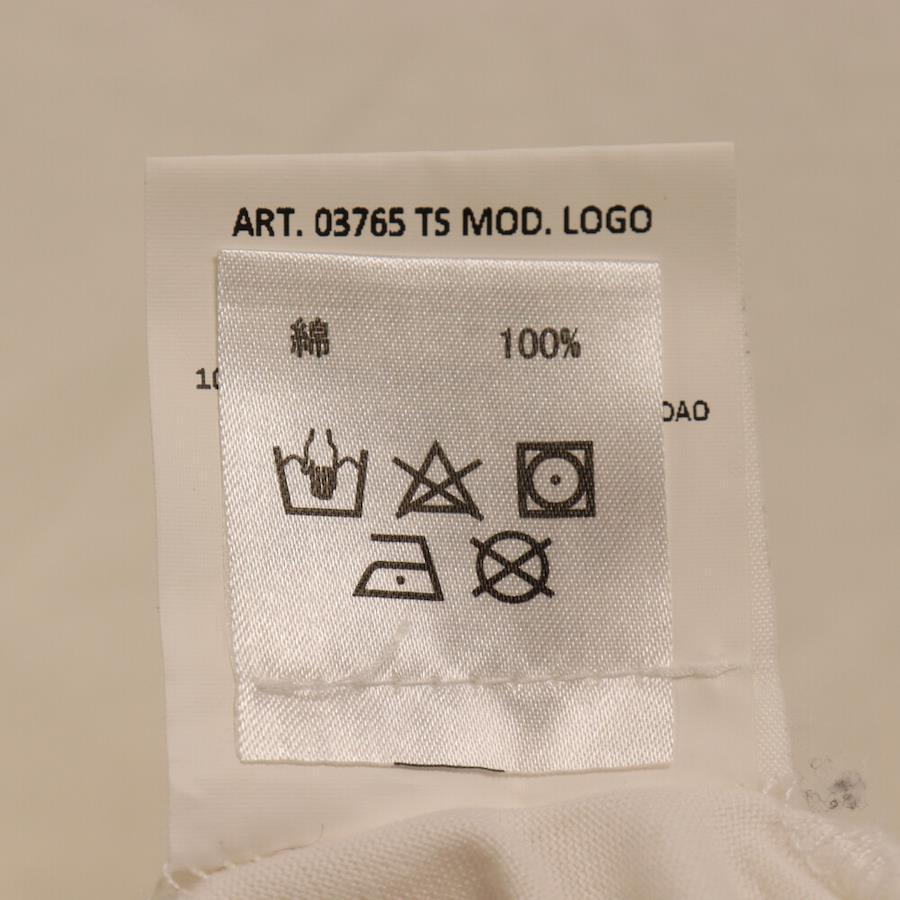 ART. 03765 TS MOD. LOGO
綿 100%